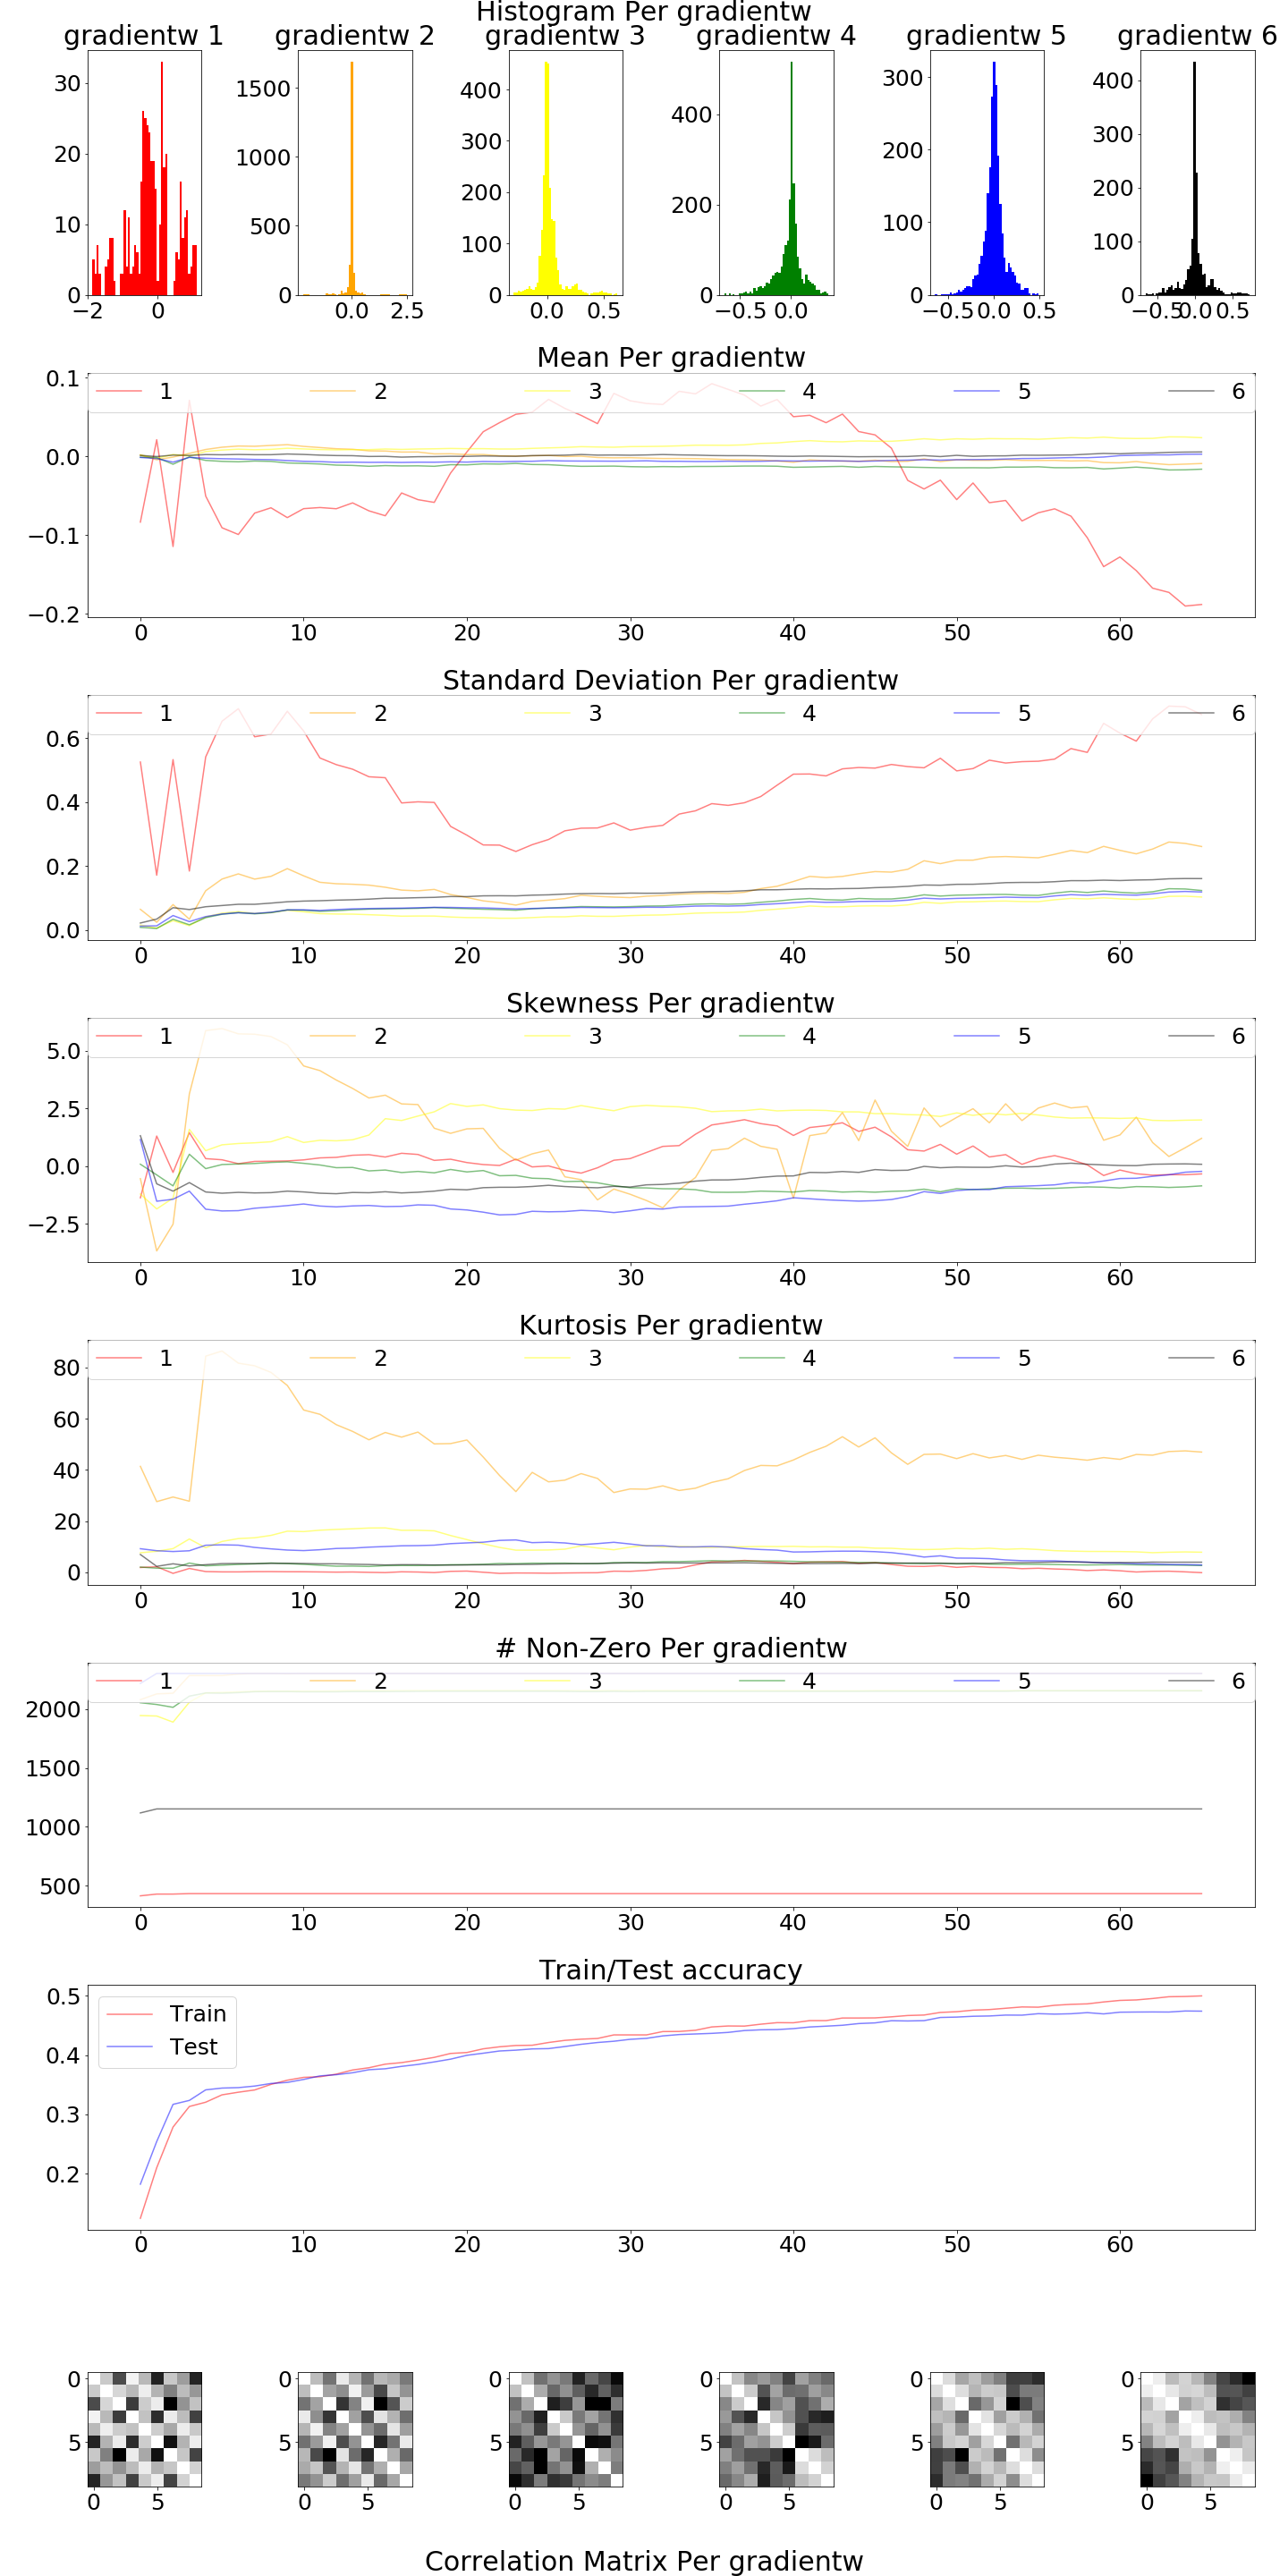 Histogram Per gradientw
gradientw 1 gradientw 2 gradientw 3 gradientw 4 gradientw 5 gradientw 6
30 20 10 0
−2 0
1500 1000 500 0
0.0 2.5
400 300 200 100 0
0.0 0.5
400 200 0
−0.5 0.0
300 200 100 0
−0.5 0.0 0.5
400 300 200 100 0
−0.5 0.0 0.5
Mean Per gradientw
1 2 3 4 5 6
0.1
0.0
−0.1
−0.2
0 10 20 30 40 50 60
Standard Deviation Per gradientw
1 2 3 4 5 6
0.6
0.4
0.2
0.0
0 10 20 30 40 50 60
Skewness Per gradientw
1 2 3 4 5 6
5.0
2.5
0.0
−2.5
0 10 20 30 40 50 60
Kurtosis Per gradientw
1 2 3 4 5 6
80
60
40
20
0
0 10 20 30 40 50 60
# Non-Zero Per gradientw
1 2 3 4 5 6
2000
1500
1000
500
0 10 20 30 40 50 60
Train/Test accuracy
Train
Test
0.5
0.4
0.3
0.2
0 10 20 30 40 50 60
0 0 0 0 0 0
5 5 5 5 5 5
0 5 0 5 0 5 0 5 0 5 0 5
Correlation Matrix Per gradientw